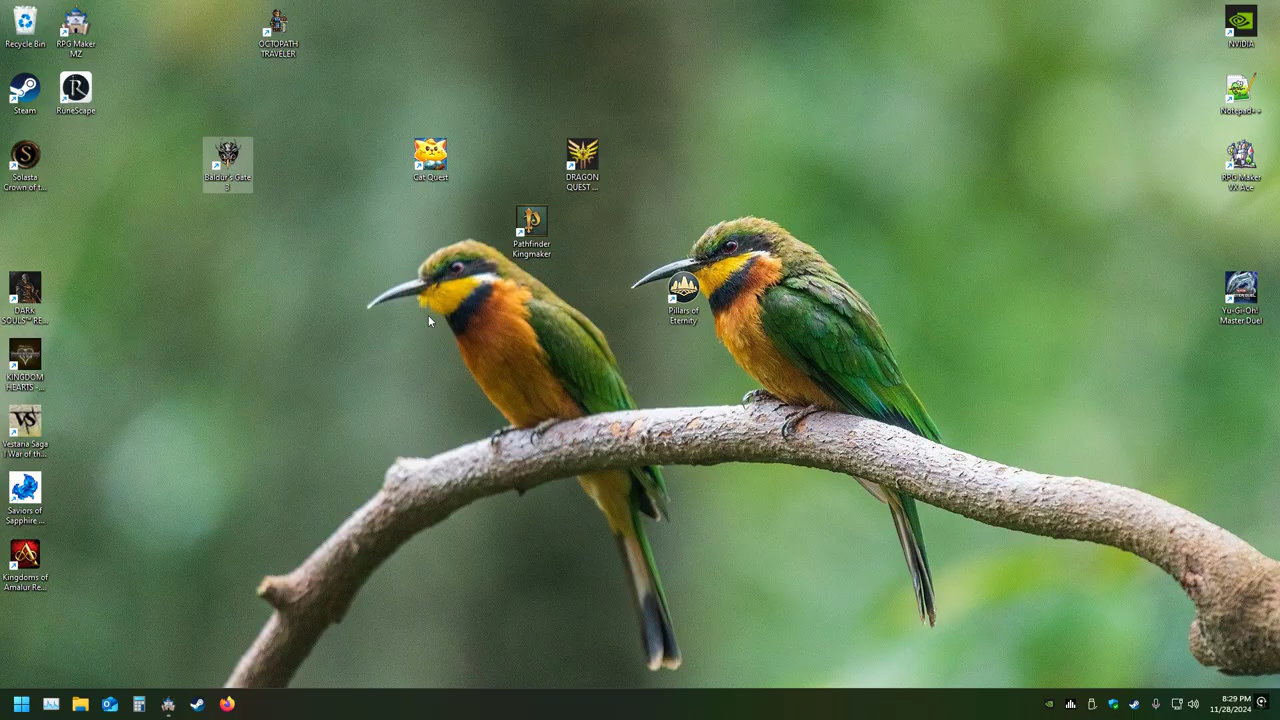 Recycle Bin
RPG Maker
MZ
OCTOPATH
TRAVELER
NVIDIA
Steam
RuneScape
Notepad++
Solasta
Crown of t...
Baldur's Gate
3
Cat Quest
DRAGON
QUEST ...
RPG Maker
VX Ace
Pathfinder
Kingmaker
DARK
SOULS™ RE...
Pillars of
Eternity
Yu-Gi-Oh!
Master Duel
KINGDOM
HEARTS -...
VS
Vestaria Saga
I War of th...
Saviors of
Sapphire ...
Kingdoms of
Amalur Re...
8:29 PM
11/28/2024